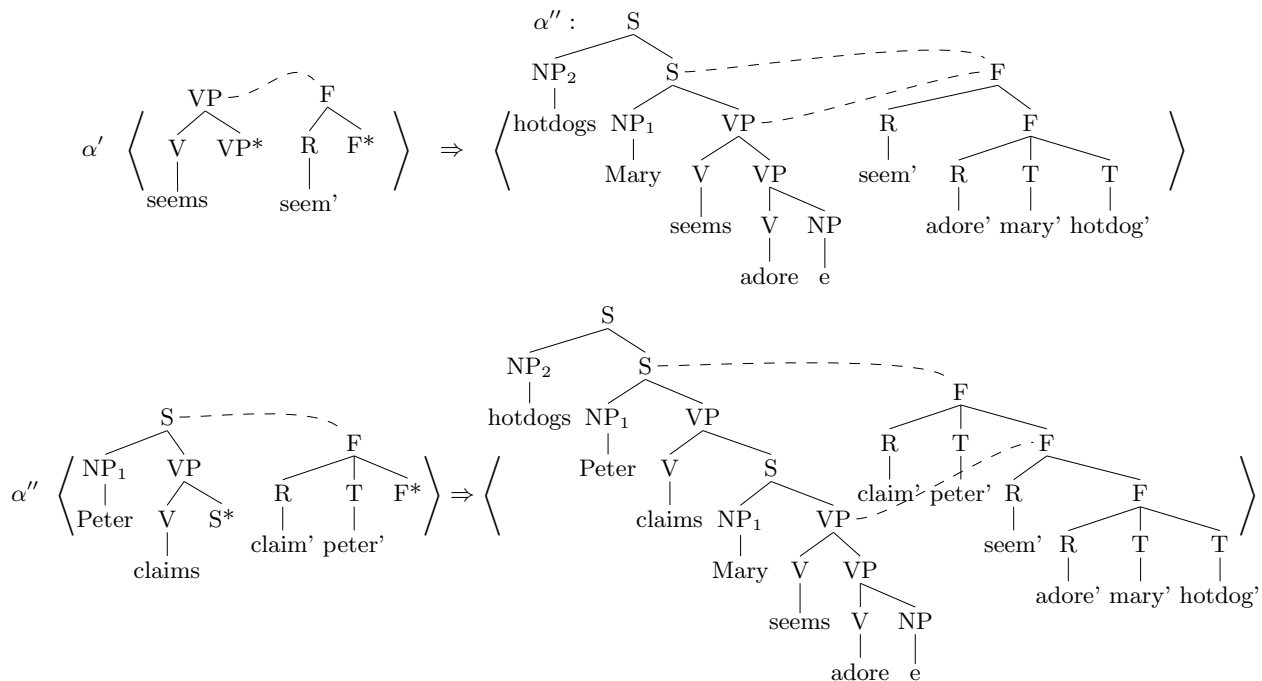 α'' : S
NP₂ S F
VP F
hotdogs NP₁ VP R F
α' V VP* R F* ⇒
seems seem' Mary V VP seem' R T T
seems V NP adore' mary' hotdog'
adore e
S
NP₂ S
F
S hotdogs NP₁ VP R T F
F
NP₁ VP Peter V S
α'' Peter V S* R T F* ⇒ claim' peter' R F
claims claim' peter' claims NP₁ VP
Mary V VP seem' R T T
seems V NP adore' mary' hotdog'
adore e